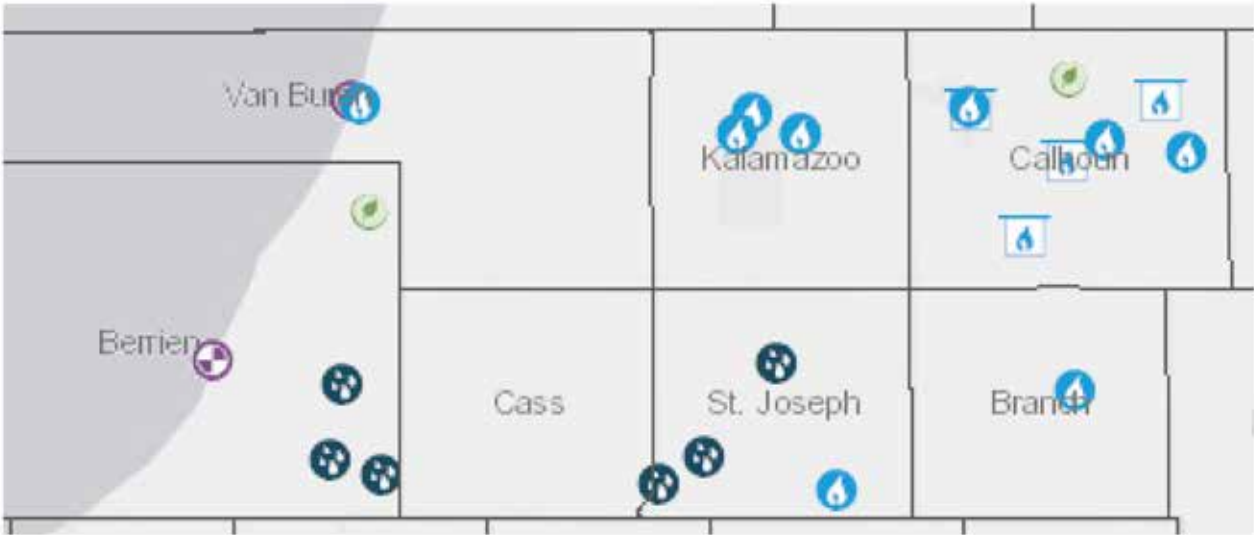 Van Buren
Kalamazoo
Calhoun
Berrien
Cass
St. Joseph
Branch